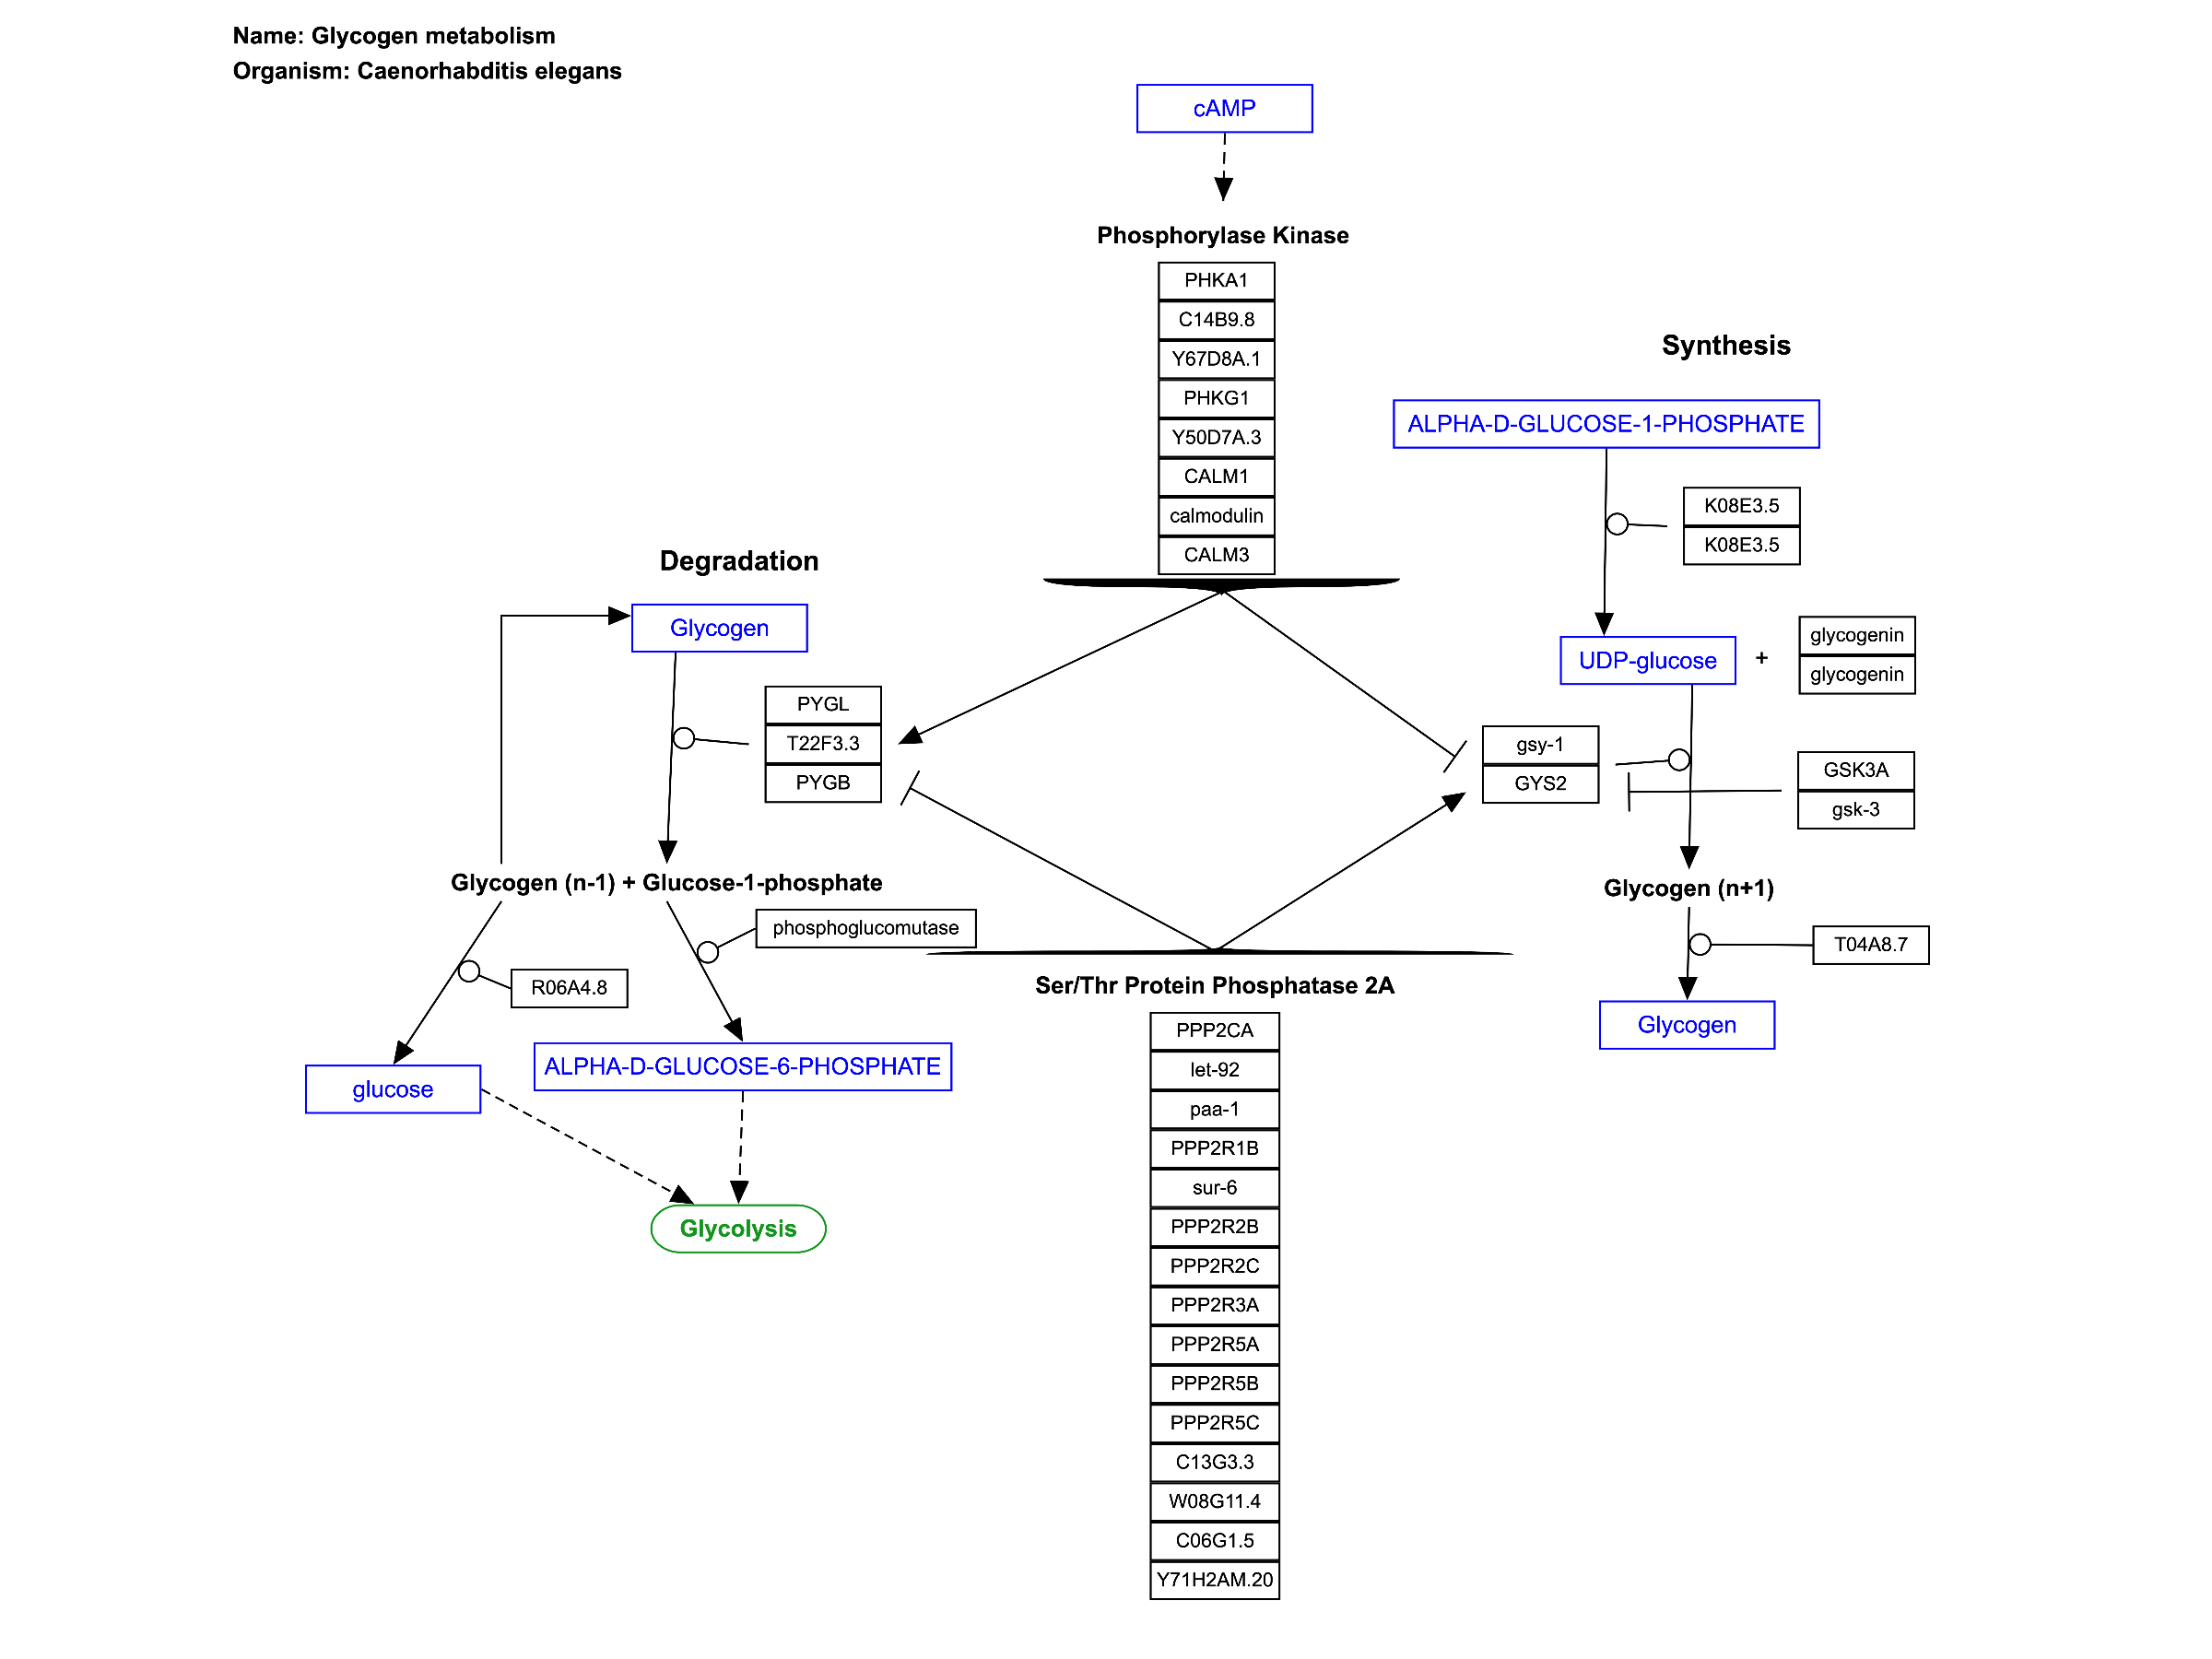 Name: Glycogen metabolism
Organism: Caenorhabditis elegans
cAMP
Phosphorylase Kinase
PHKA1
C14B9.8
Y67D8A.1
PHKG1
Y50D7A.3
CALM1
calmodulin
CALM3
Synthesis
ALPHA-D-GLUCOSE-1-PHOSPHATE
K08E3.5
K08E3.5
UDP-glucose
+
glycogenin
glycogenin
gsy-1
GYS2
GSK3A
gsk-3
Glycogen (n+1)
T04A8.7
Glycogen
Degradation
Glycogen
PYGL
T22F3.3
PYGB
Glycogen (n-1) + Glucose-1-phosphate
phosphoglucomutase
R06A4.8
glucose
ALPHA-D-GLUCOSE-6-PHOSPHATE
Glycolysis
Ser/Thr Protein Phosphatase 2A
PPP2CA
let-92
paa-1
PPP2R1B
sur-6
PPP2R2B
PPP2R2C
PPP2R3A
PPP2R5A
PPP2R5B
PPP2R5C
C13G3.3
W08G11.4
C06G1.5
Y71H2AM.20